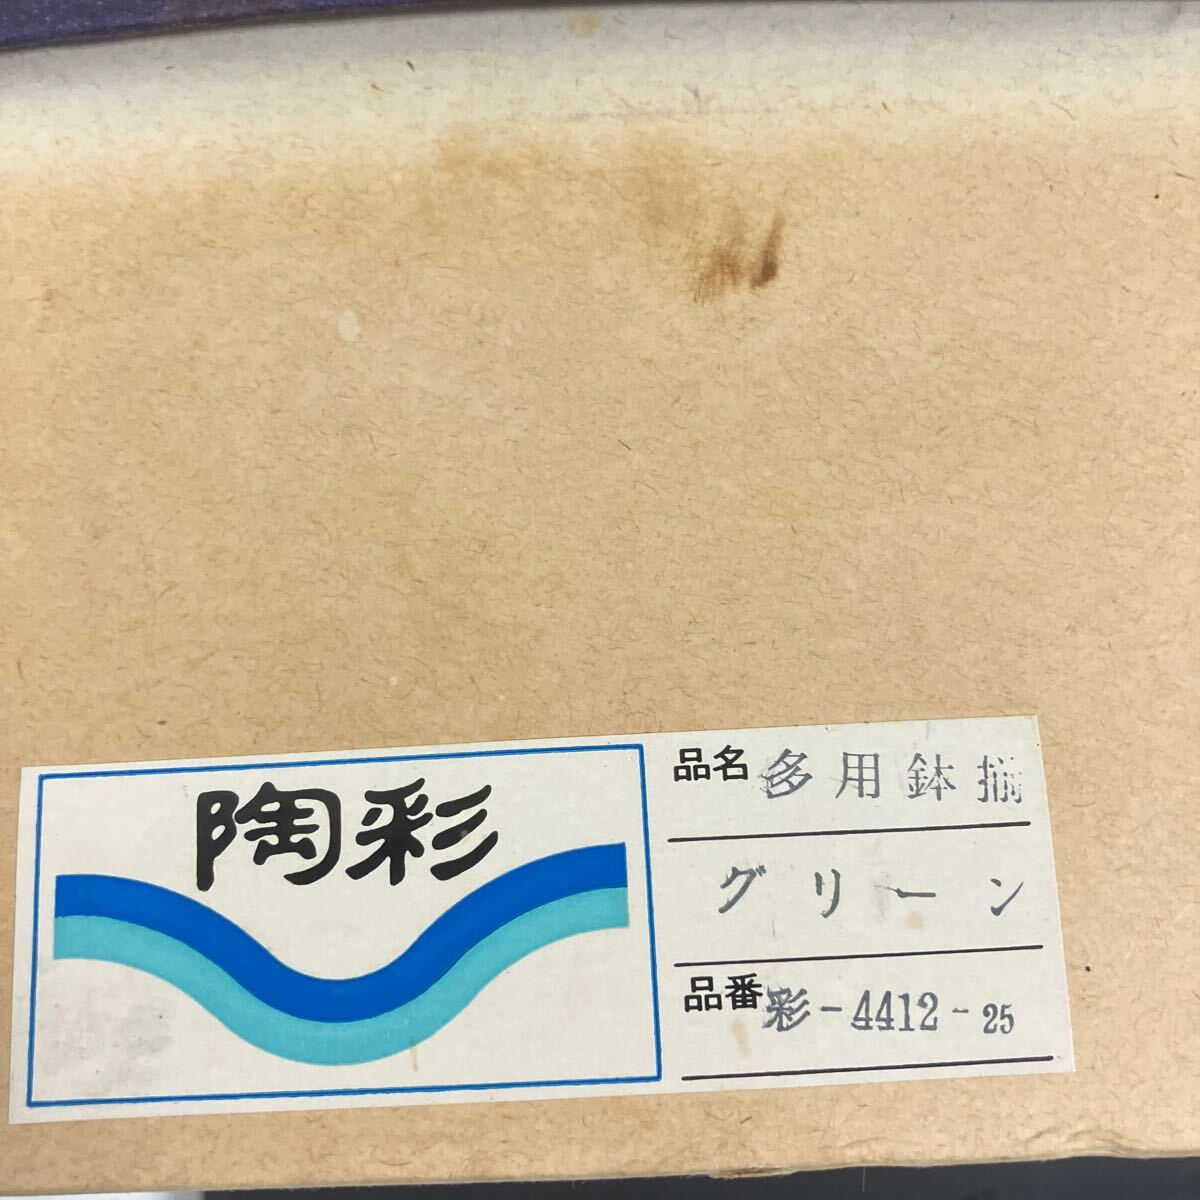 陶彩
品名 多用鉢揃
グリーン
品番 彩-4412-25